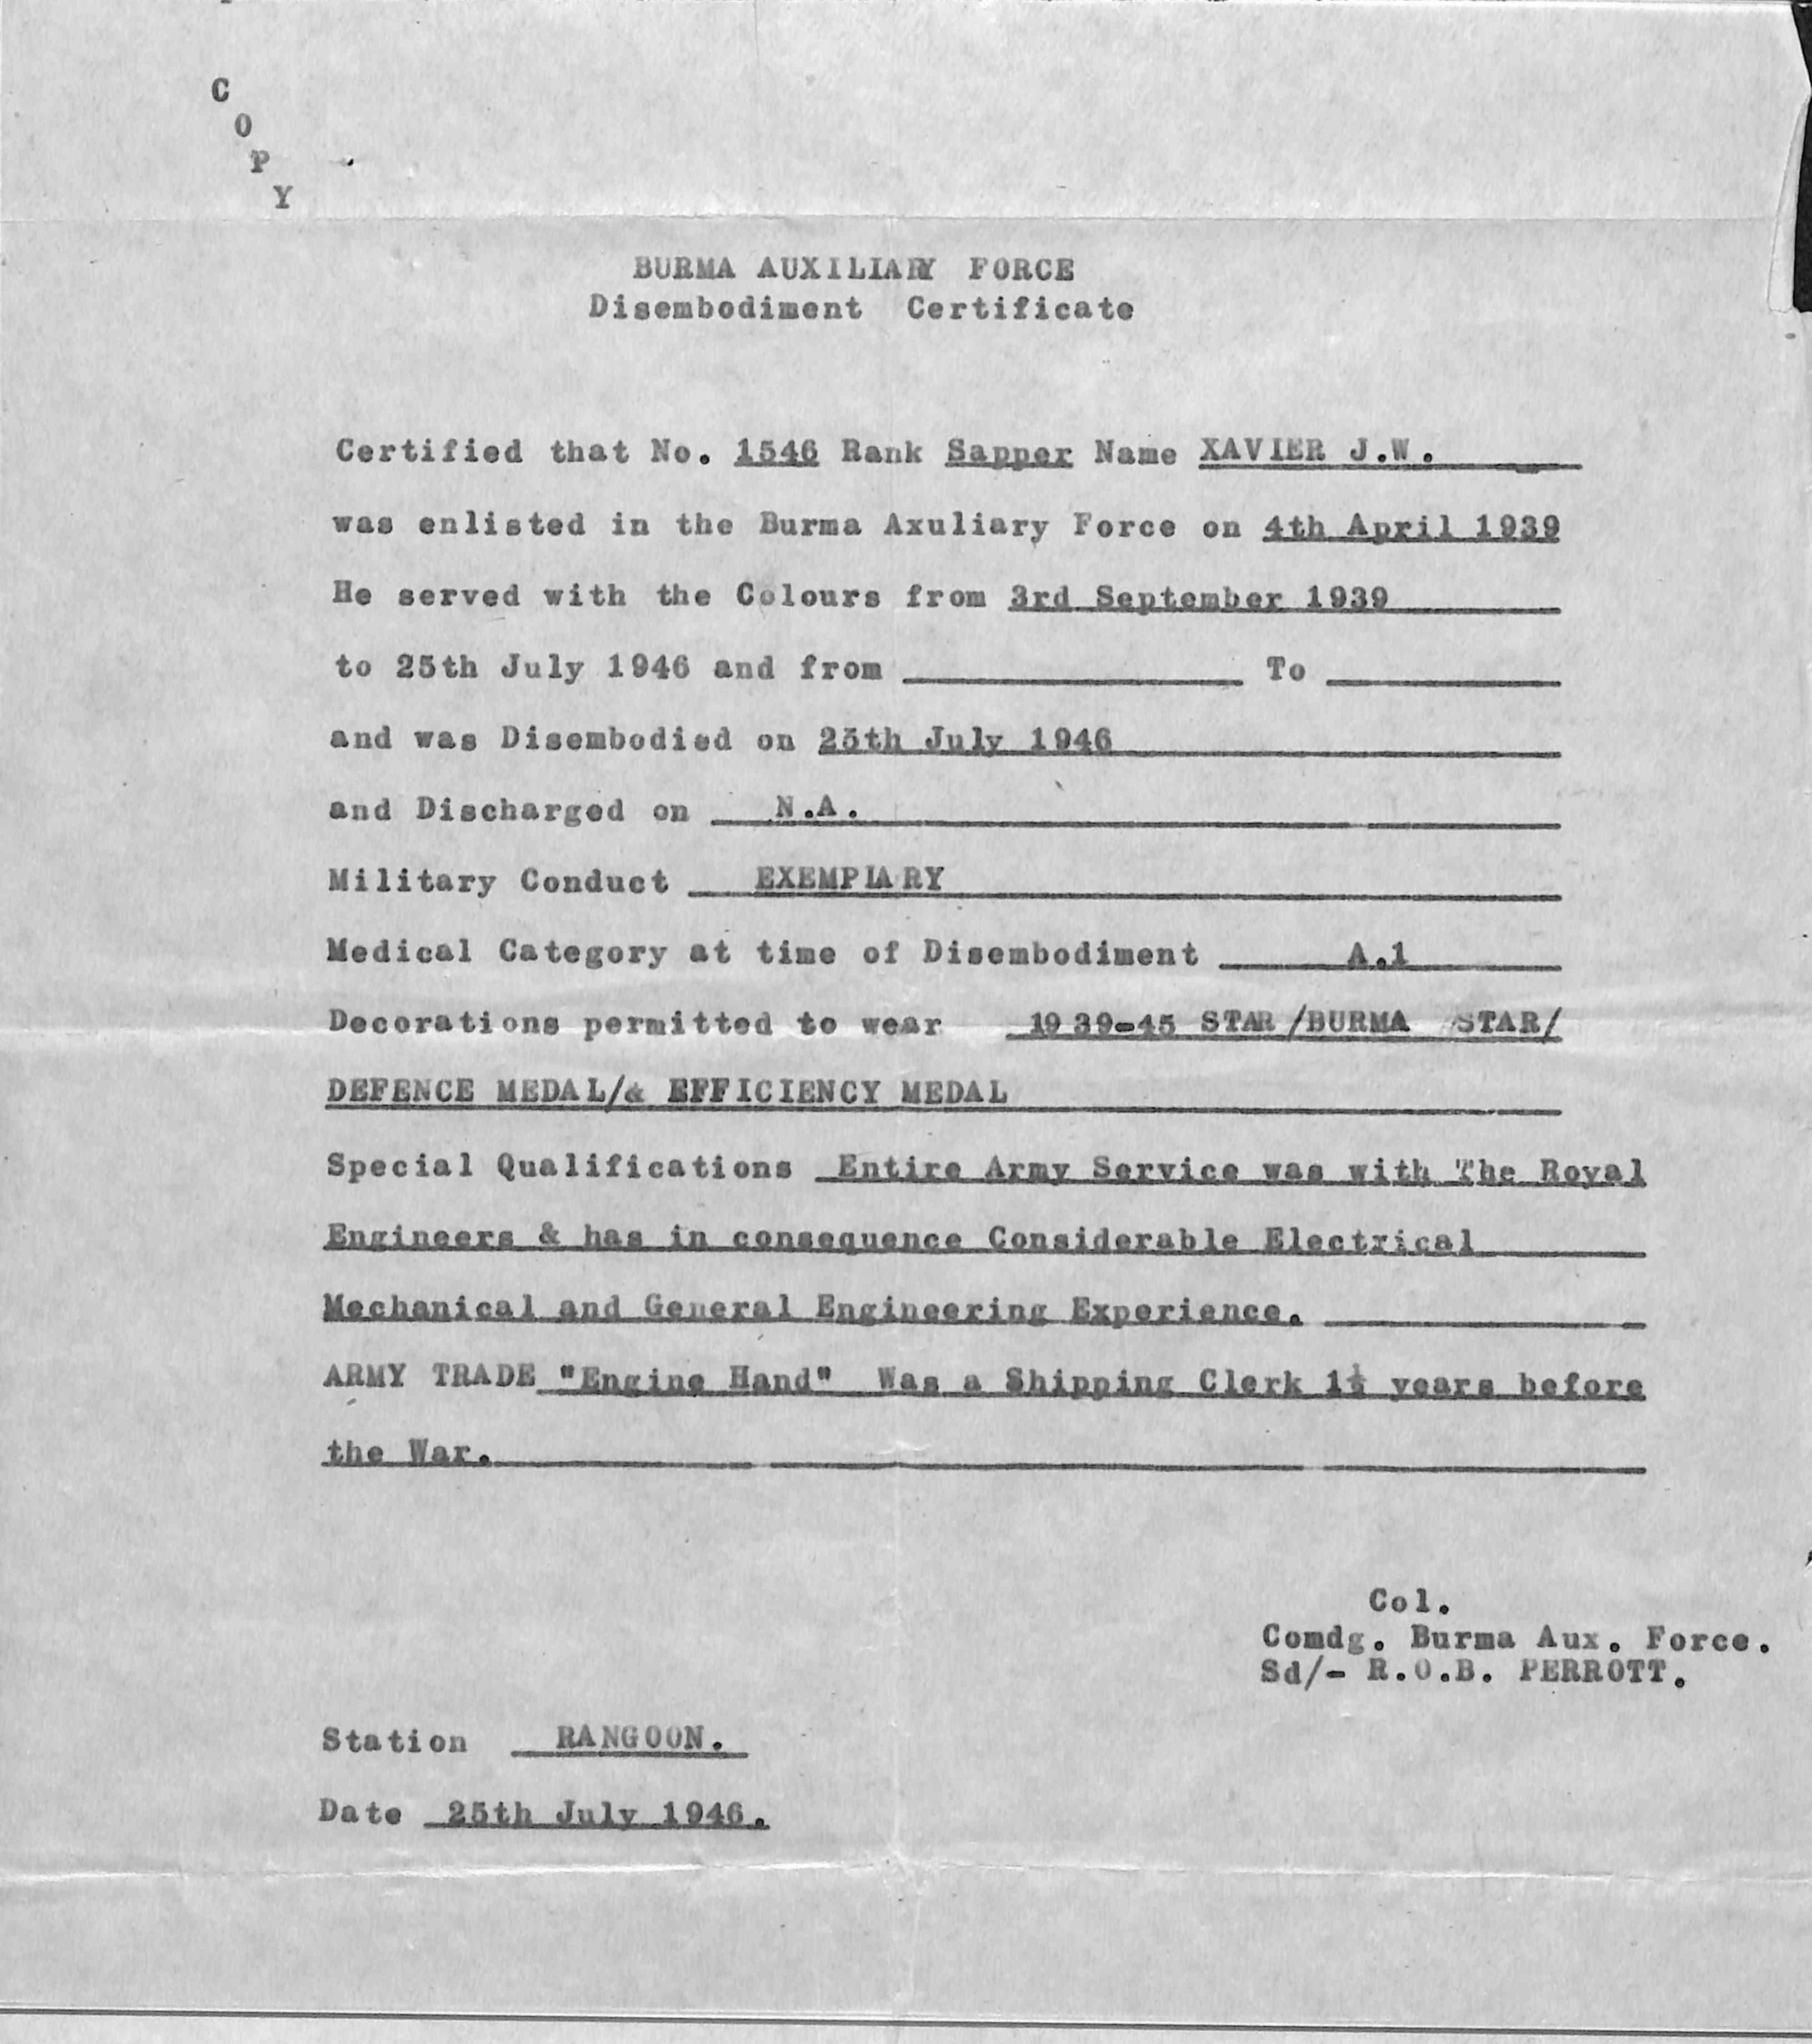 C
O
P
Y
BURMA AUXILIARY FORCE
Disembodiment Certificate
Certified that No. 1546 Rank Sapper Name XAVIER J.W.
was enlisted in the Burma Axuliary Force on 4th April 1939
He served with the Colours from 3rd September 1939
to 25th July 1946 and from ____ To ____
and was Disembodied on 25th July 1946
and Discharged on N.A.
Military Conduct EXEMPLARY
Medical Category at time of Disembodiment A.1
Decorations permitted to wear 1939-45 STAR/BURMA STAR/
DEFENCE MEDAL/& EFFICIENCY MEDAL
Special Qualifications Entire Army Service was with The Royal
Engineers & has in consequence Considerable Electrical
Mechanical and General Engineering Experience.
ARMY TRADE "Engine Hand" Was a Shipping Clerk 1½ years before
the War.
Col.
Comdg. Burma Aux. Force.
Sd/- R.O.B. PERROTT.
Station RANGOON.
Date 25th July 1946.